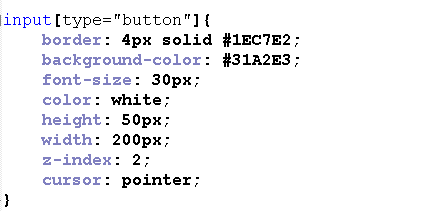 input[type="button"]{
    border: 4px solid #1EC7E2;
    background-color: #31A2E3;
    font-size: 30px;
    color: white;
    height: 50px;
    width: 200px;
    z-index: 2;
    cursor: pointer;
}